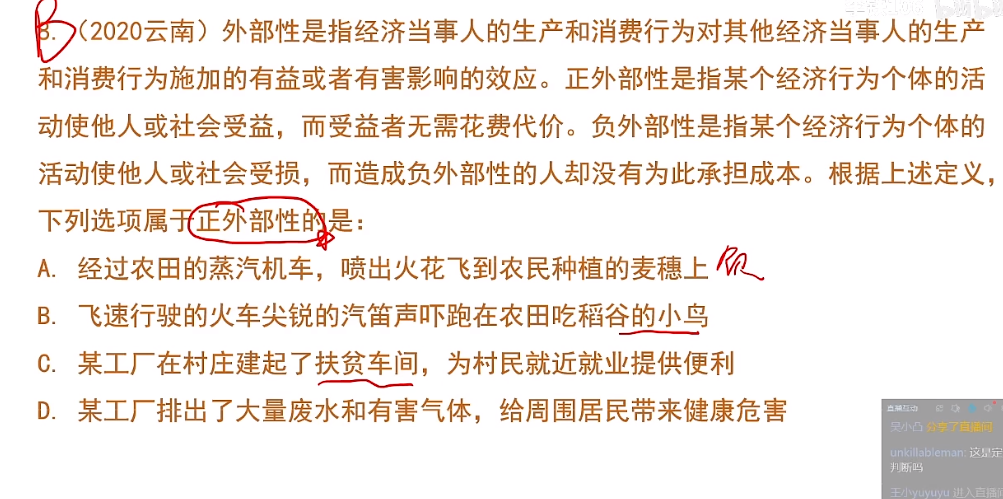 B
3. （2020云南）外部性是指经济当事人的生产和消费行为对其他经济当事人的生产
和消费行为施加的有益或者有害影响的效应。正外部性是指某个经济行为个体的活
动使他人或社会受益，而受益者无需花费代价。负外部性是指某个经济行为个体的
活动使他人或社会受损，而造成负外部性的人却没有为此承担成本。根据上述定义，
下列选项属于正外部性的是：
A. 经过农田的蒸汽机车，喷出火花飞到农民种植的麦穗上 负
B. 飞速行驶的火车尖锐的汽笛声吓跑在农田吃稻谷的小鸟
C. 某工厂在村庄建起了扶贫车间，为村民就近就业提供便利
D. 某工厂排出了大量废水和有害气体，给周围居民带来健康危害
直播互动
吴小凸 分享了直播间
unkillableman: 这是定
判断吗
王小yuyuyu 进入直播间